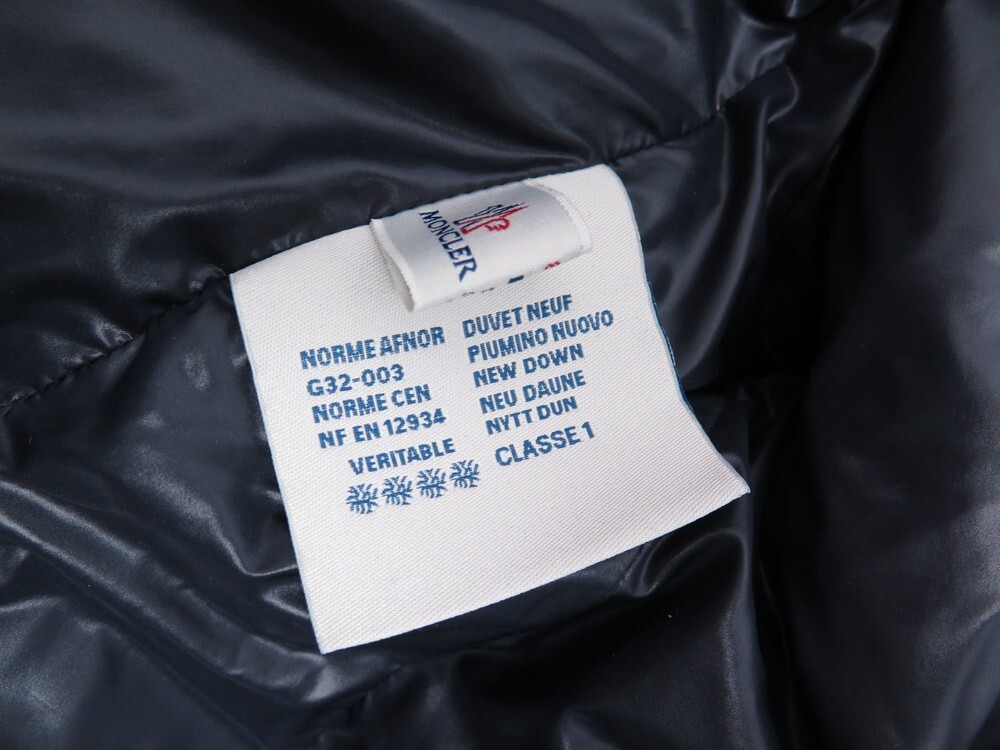 MONCLER
NORME AFNOR
G32-003
NORME CEN
NF EN 12934
VERITABLE
DUVET NEUF
PIUMINO NUOVO
NEW DOWN
NEU DAUNE
NYTT DUN
CLASSE 1